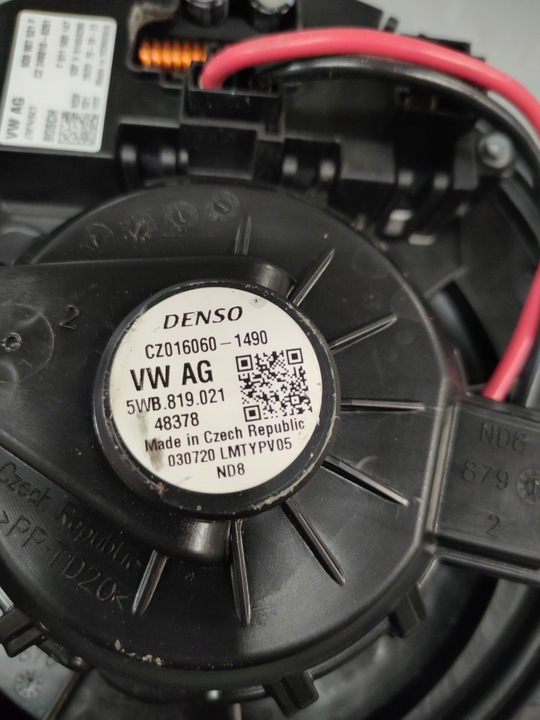 VW AG
BOSCH
DENSO
CZ016060-1490
VW AG
5WB.819.021
48378
Made in Czech Republic
030720 LMTYPV05
ND8
2
ND8
879
2
Czech Republic
>PP-TD20<